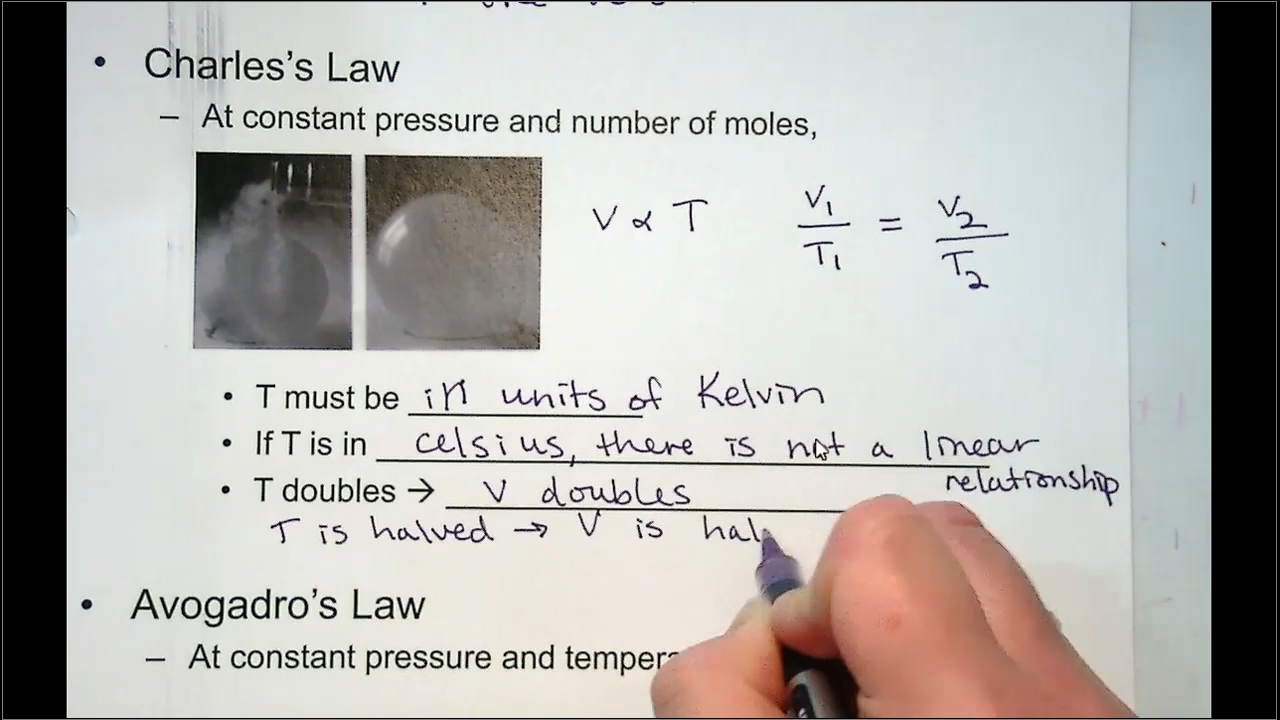 • Charles's Law
– At constant pressure and number of moles,
V ∝ T   V₁/T₁ = V₂/T₂
• T must be in units of Kelvin
• If T is in celsius, there is not a linear
relationship
• T doubles → V doubles
T is halved → V is hal
• Avogadro's Law
– At constant pressure and tempera